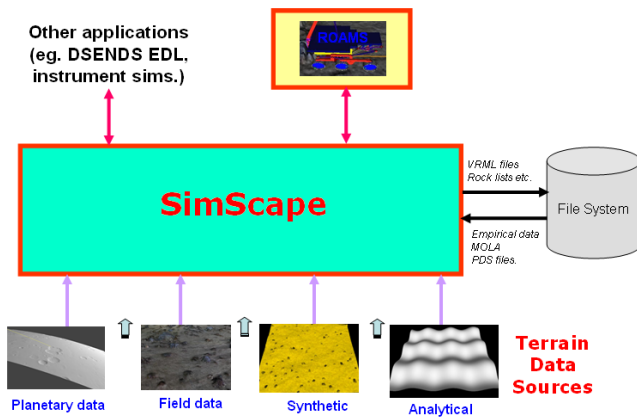 Other applications
(eg. DSENDS EDL,
instrument sims.)
ROAMS
SimScape
VRML files
Rock lists etc.
File System
Empirical data
MOLA
PDS files.
Planetary data
Field data
Synthetic
Analytical
Terrain
Data
Sources